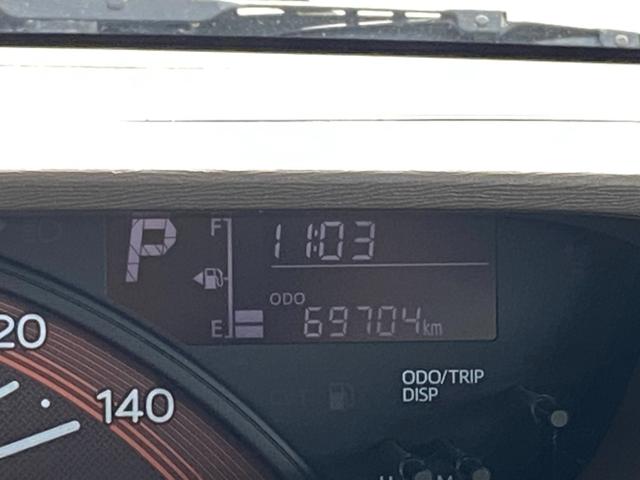 P
F
11:03
ODO
E
69704km
20
140
ODO/TRIP
DISP